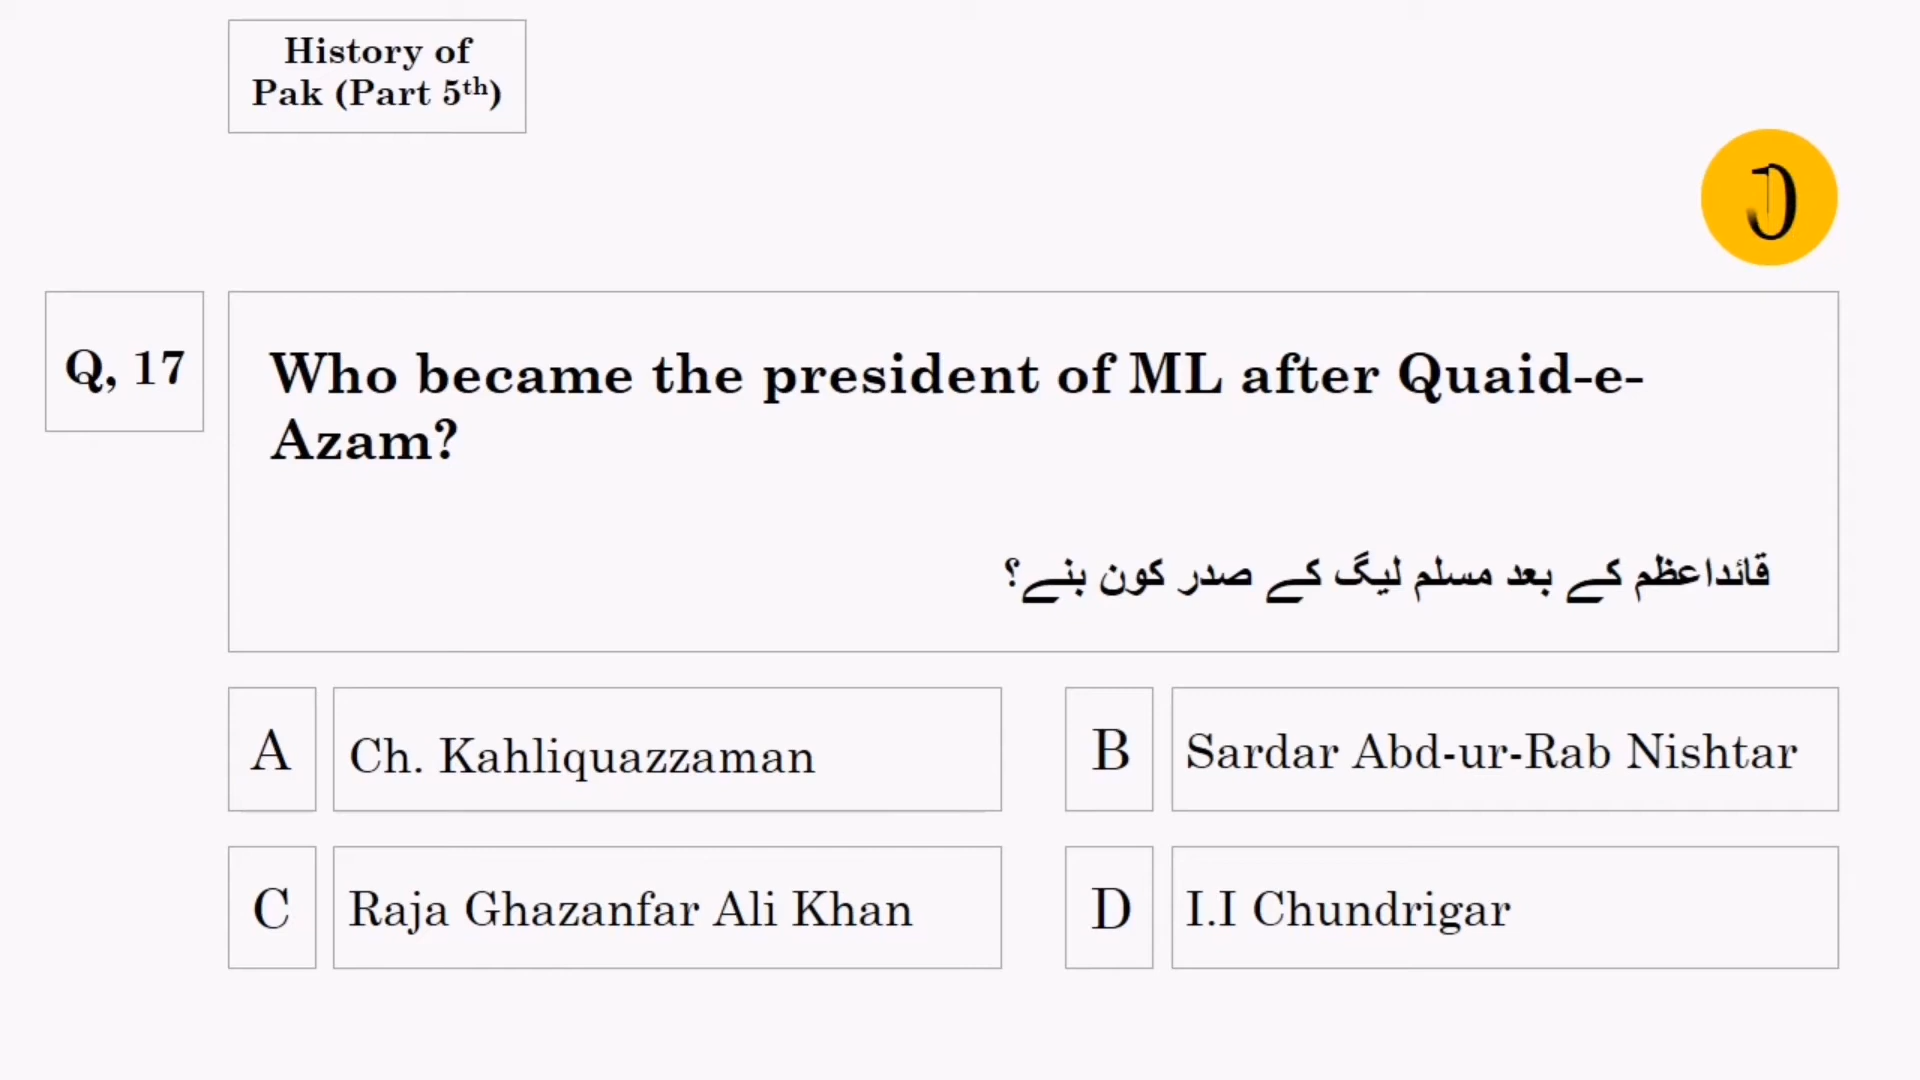 History of
Pak (Part 5th)
Q, 17
Who became the president of ML after Quaid-e-
Azam?
قائداعظم کے بعد مسلم لیگ کے صدر کون بنے؟
A
Ch. Kahliquazzaman
B
Sardar Abd-ur-Rab Nishtar
C
Raja Ghazanfar Ali Khan
D
I.I Chundrigar